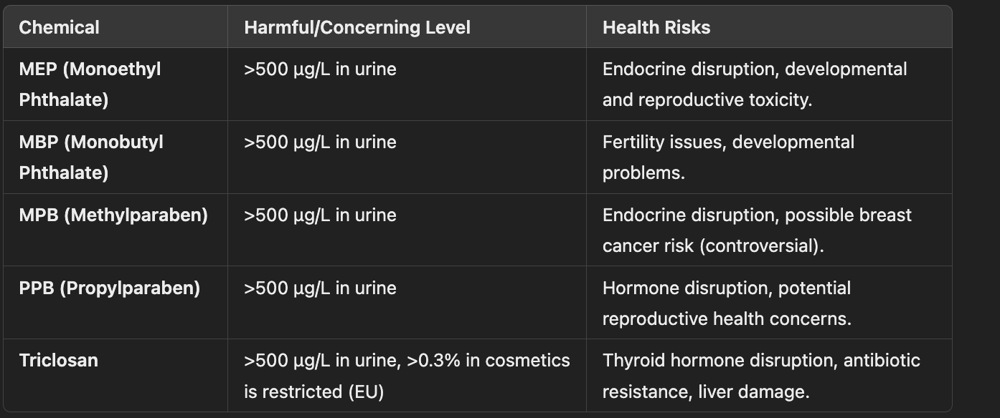 Chemical
Harmful/Concerning Level
Health Risks
MEP (Monoethyl
Phthalate)
>500 µg/L in urine
Endocrine disruption, developmental
and reproductive toxicity.
MBP (Monobutyl
Phthalate)
>500 µg/L in urine
Fertility issues, developmental
problems.
MPB (Methylparaben)
>500 µg/L in urine
Endocrine disruption, possible breast
cancer risk (controversial).
PPB (Propylparaben)
>500 µg/L in urine
Hormone disruption, potential
reproductive health concerns.
Triclosan
>500 µg/L in urine, >0.3% in cosmetics
is restricted (EU)
Thyroid hormone disruption, antibiotic
resistance, liver damage.